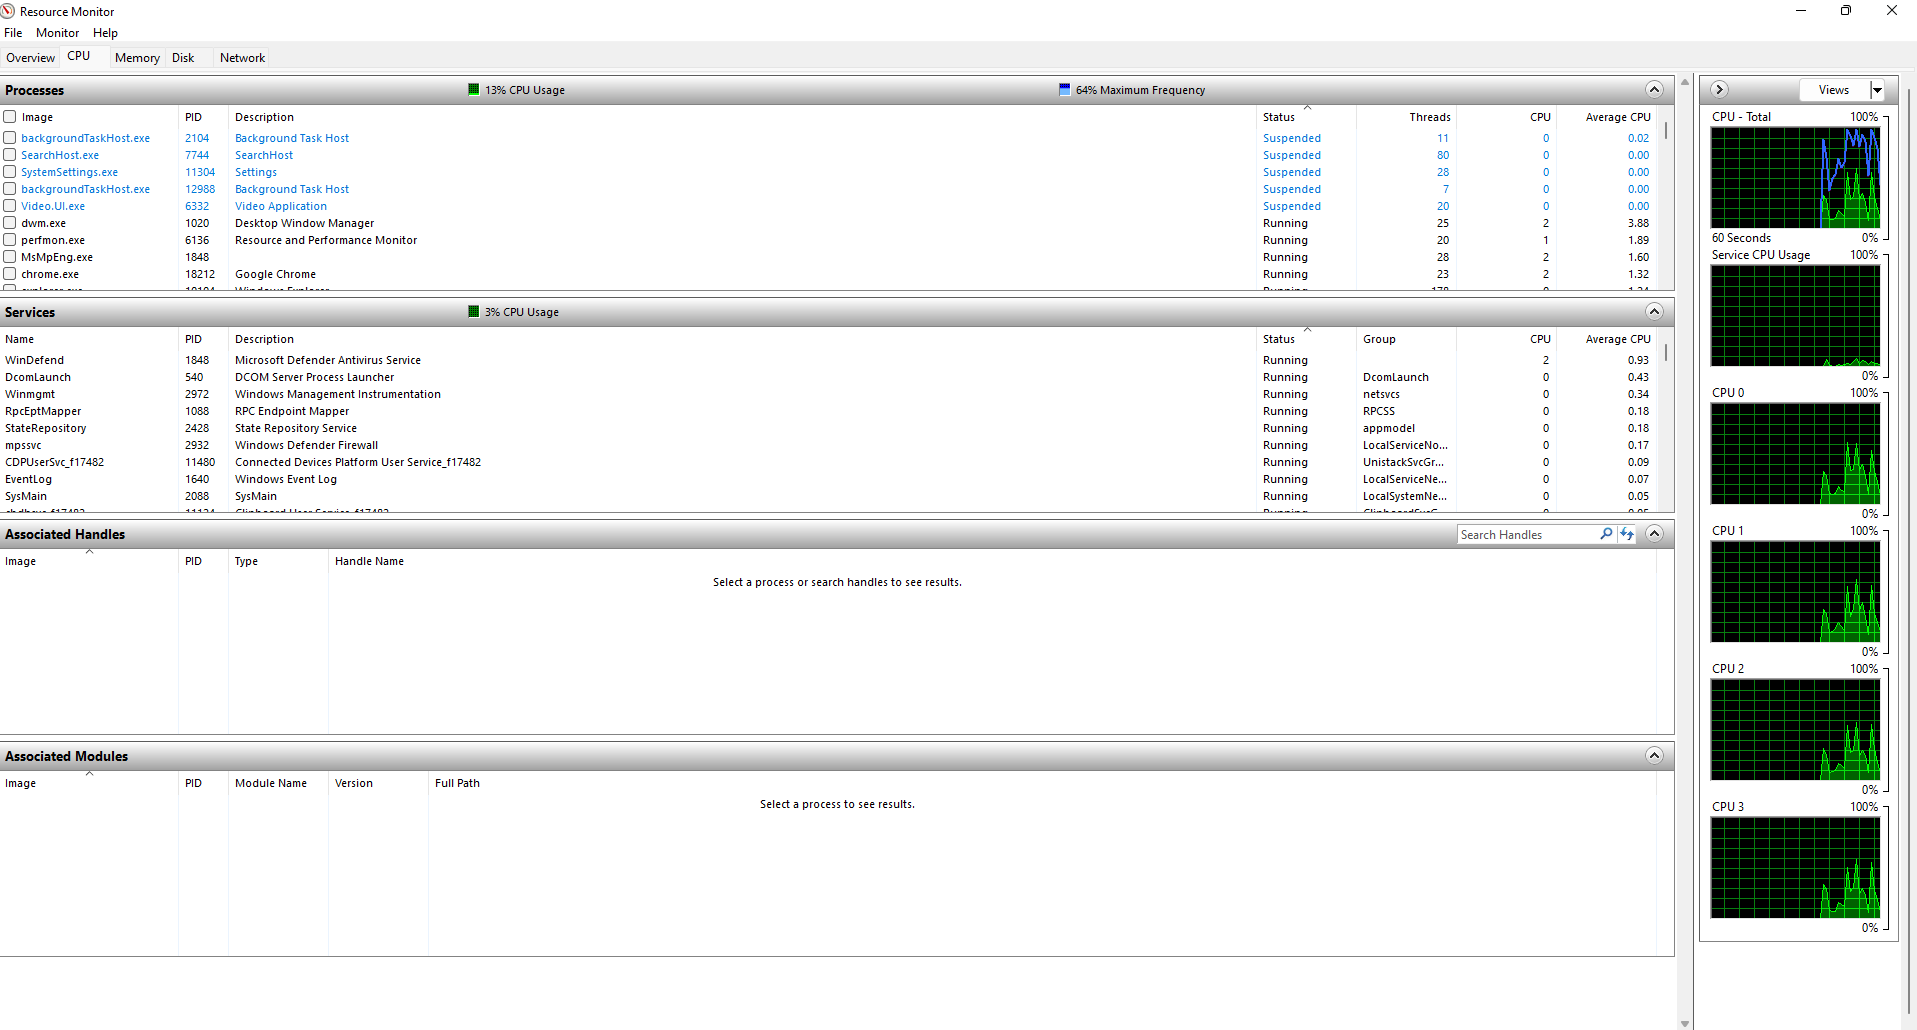 Resource Monitor
File Monitor Help
Overview CPU Memory Disk Network
Processes 13% CPU Usage 64% Maximum Frequency
Image PID Description Status Threads CPU Average CPU
backgroundTaskHost.exe 2104 Background Task Host Suspended 11 0 0.02
SearchHost.exe 7744 SearchHost Suspended 80 0 0.00
SystemSettings.exe 11304 Settings Suspended 28 0 0.00
backgroundTaskHost.exe 12988 Background Task Host Suspended 7 0 0.00
Video.UI.exe 6332 Video Application Suspended 20 0 0.00
dwm.exe 1020 Desktop Window Manager Running 25 2 3.88
perfmon.exe 6136 Resource and Performance Monitor Running 20 1 1.89
MsMpEng.exe 1848 Running 28 2 1.60
chrome.exe 18212 Google Chrome Running 23 2 1.32
Services 3% CPU Usage
Name PID Description Status Group CPU Average CPU
WinDefend 1848 Microsoft Defender Antivirus Service Running 2 0.93
DcomLaunch 540 DCOM Server Process Launcher Running DcomLaunch 0 0.43
Winmgmt 2972 Windows Management Instrumentation Running netsvcs 0 0.34
RpcEptMapper 1088 RPC Endpoint Mapper Running RPCSS 0 0.18
StateRepository 2428 State Repository Service Running appmodel 0 0.18
mpssvc 2932 Windows Defender Firewall Running LocalServiceNo... 0 0.17
CDPUserSvc_f17482 11480 Connected Devices Platform User Service_f17482 Running UnistackSvcGr... 0 0.09
EventLog 1640 Windows Event Log Running LocalServiceNe... 0 0.07
SysMain 2088 SysMain Running LocalSystemNe... 0 0.05
Associated Handles Search Handles
Image PID Type Handle Name
Select a process or search handles to see results.
Associated Modules
Image PID Module Name Version Full Path
Select a process to see results.
Views
CPU - Total 100%
60 Seconds 0%
Service CPU Usage 100%
0%
CPU 0 100%
0%
CPU 1 100%
0%
CPU 2 100%
0%
CPU 3 100%
0%